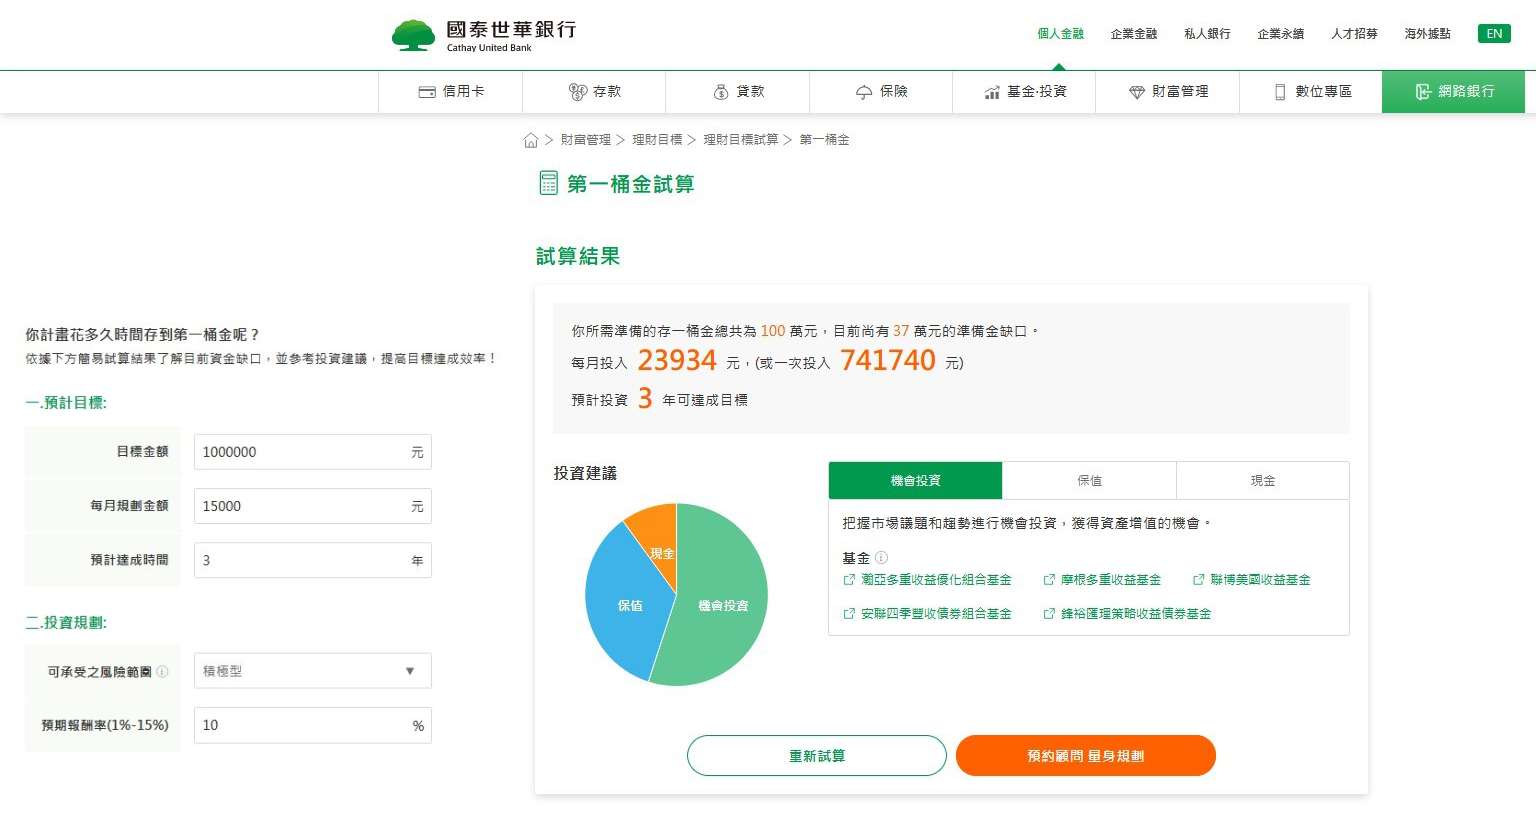 國泰世華銀行
Cathay United Bank
個人金融 企業金融 私人銀行 企業永續 人才招募 海外據點 EN
信用卡 存款 貸款 保險 基金·投資 財富管理 數位專區 網路銀行
> 財富管理 > 理財目標 > 理財目標試算 > 第一桶金
第一桶金試算
你計畫花多久時間存到第一桶金呢？
依據下方簡易試算結果了解目前資金缺口，並參考投資建議，提高目標達成效率！
一.預計目標:
目標金額 1000000 元
每月規劃金額 15000 元
預計達成時間 3 年
二.投資規劃:
可承受之風險範圍 積極型
預期報酬率(1%-15%) 10 %
試算結果
你所需準備的存一桶金總共為 100 萬元，目前尚有 37 萬元的準備金缺口。
每月投入 23934 元，(或一次投入 741740 元)
預計投資 3 年可達成目標
投資建議
現金
保值
機會投資
機會投資 保值 現金
把握市場議題和趨勢進行機會投資，獲得資產增值的機會。
基金
瀚亞多重收益優化組合基金 摩根多重收益基金 聯博美國收益基金
安聯四季豐收債券組合基金 鋒裕匯理策略收益債券基金
重新試算 預約顧問 量身規劃